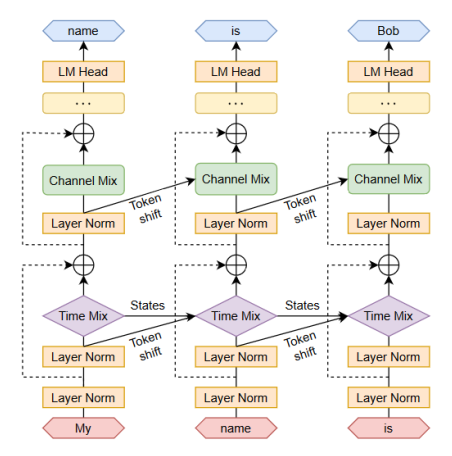 name is Bob
LM Head LM Head LM Head
... ... ...
Channel Mix Channel Mix Channel Mix
Token shift Token shift
Layer Norm Layer Norm Layer Norm
States States
Time Mix Time Mix Time Mix
Token shift Token shift
Layer Norm Layer Norm Layer Norm
Layer Norm Layer Norm Layer Norm
My name is